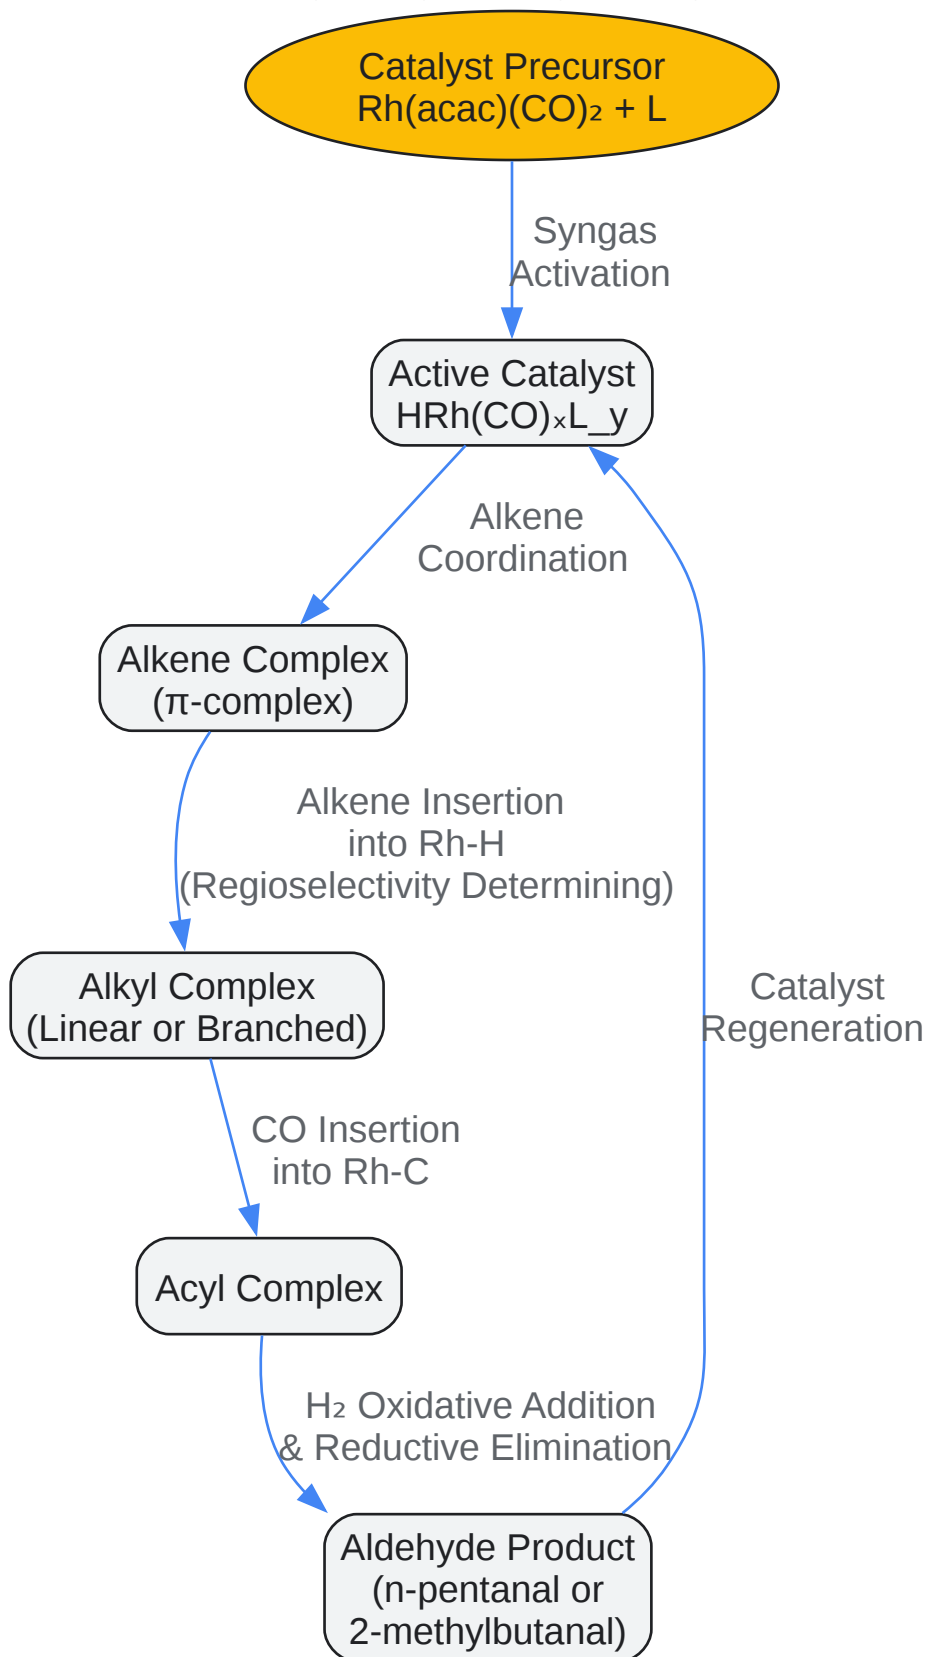 Catalyst Precursor
Rh(acac)(CO)₂ + L
Syngas
Activation
Active Catalyst
HRh(CO)ₓL_y
Alkene
Coordination
Alkene Complex
(π-complex)
Alkene Insertion
into Rh-H
(Regioselectivity Determining)
Alkyl Complex
(Linear or Branched)
Catalyst
Regeneration
CO Insertion
into Rh-C
Acyl Complex
H₂ Oxidative Addition
& Reductive Elimination
Aldehyde Product
(n-pentanal or
2-methylbutanal)